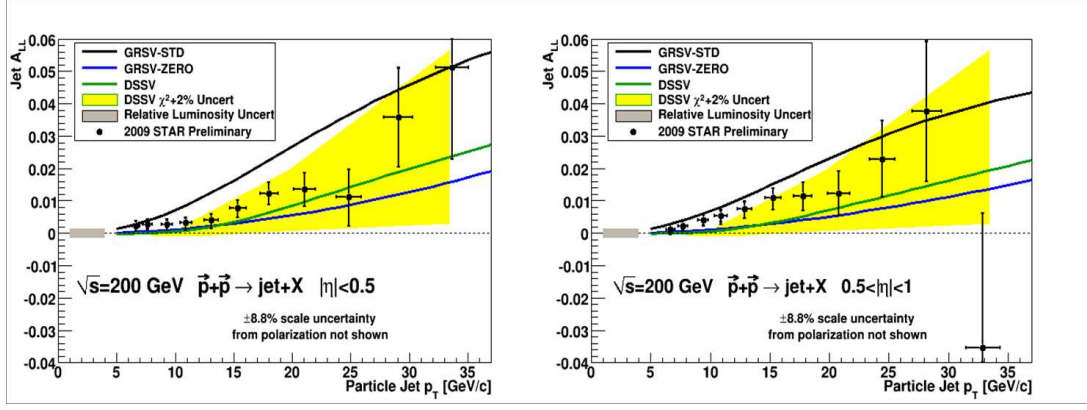 Jet A_LL
0.06
0.05
0.04
0.03
0.02
0.01
0
-0.01
-0.02
-0.03
-0.04
GRSV-STD
GRSV-ZERO
DSSV
DSSV χ²+2% Uncert
Relative Luminosity Uncert
2009 STAR Preliminary
√s=200 GeV p⃗+p⃗ → jet+X |η|<0.5
±8.8% scale uncertainty
from polarization not shown
0 5 10 15 20 25 30 35
Particle Jet p_T [GeV/c]
Jet A_LL
0.06
0.05
0.04
0.03
0.02
0.01
0
-0.01
-0.02
-0.03
-0.04
GRSV-STD
GRSV-ZERO
DSSV
DSSV χ²+2% Uncert
Relative Luminosity Uncert
2009 STAR Preliminary
√s=200 GeV p⃗+p⃗ → jet+X 0.5<|η|<1
±8.8% scale uncertainty
from polarization not shown
0 5 10 15 20 25 30 35
Particle Jet p_T [GeV/c]